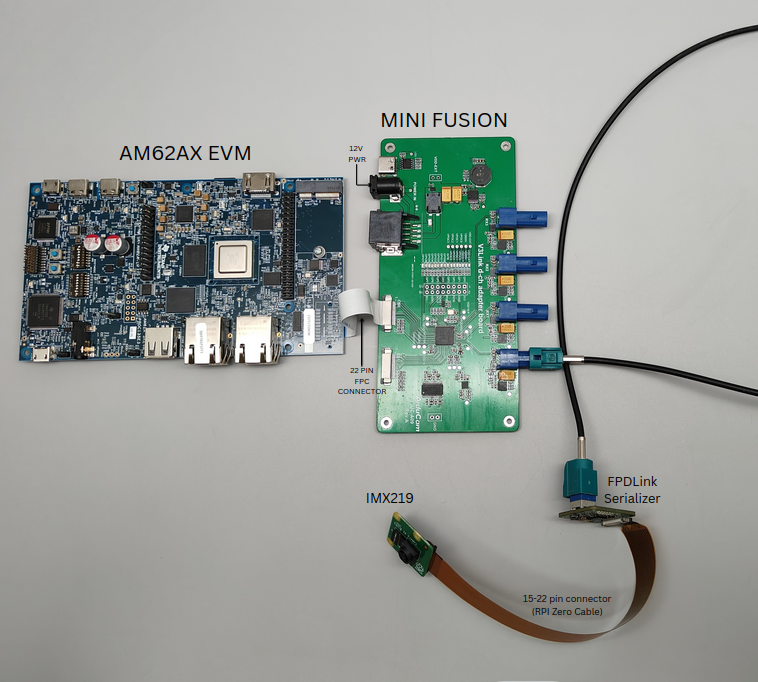 MINI FUSION
AM62AX EVM
12V
PWR
V3Link 4-ch adapter board
22 PIN
FPC
CONNECTOR
FPDLink
Serializer
IMX219
15-22 pin connector
(RPI Zero Cable)